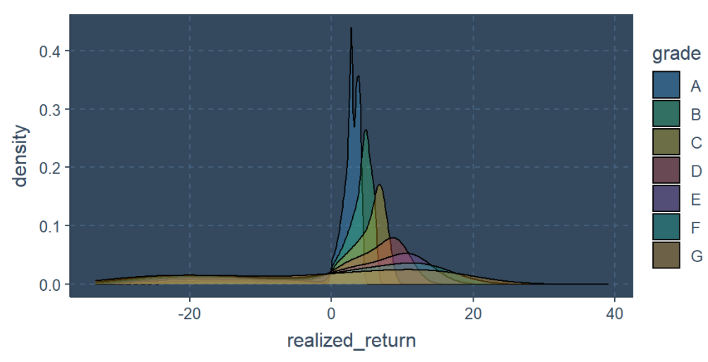 density
0.4
0.3
0.2
0.1
0.0
-20
0
20
40
realized_return
grade
A
B
C
D
E
F
G